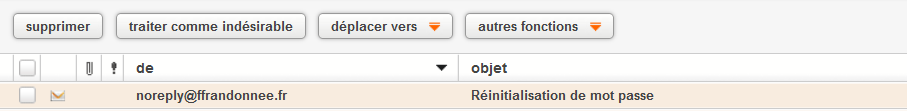 supprimer traiter comme indésirable déplacer vers autres fonctions
de objet
noreply@ffrandonnee.fr Réinitialisation de mot passe